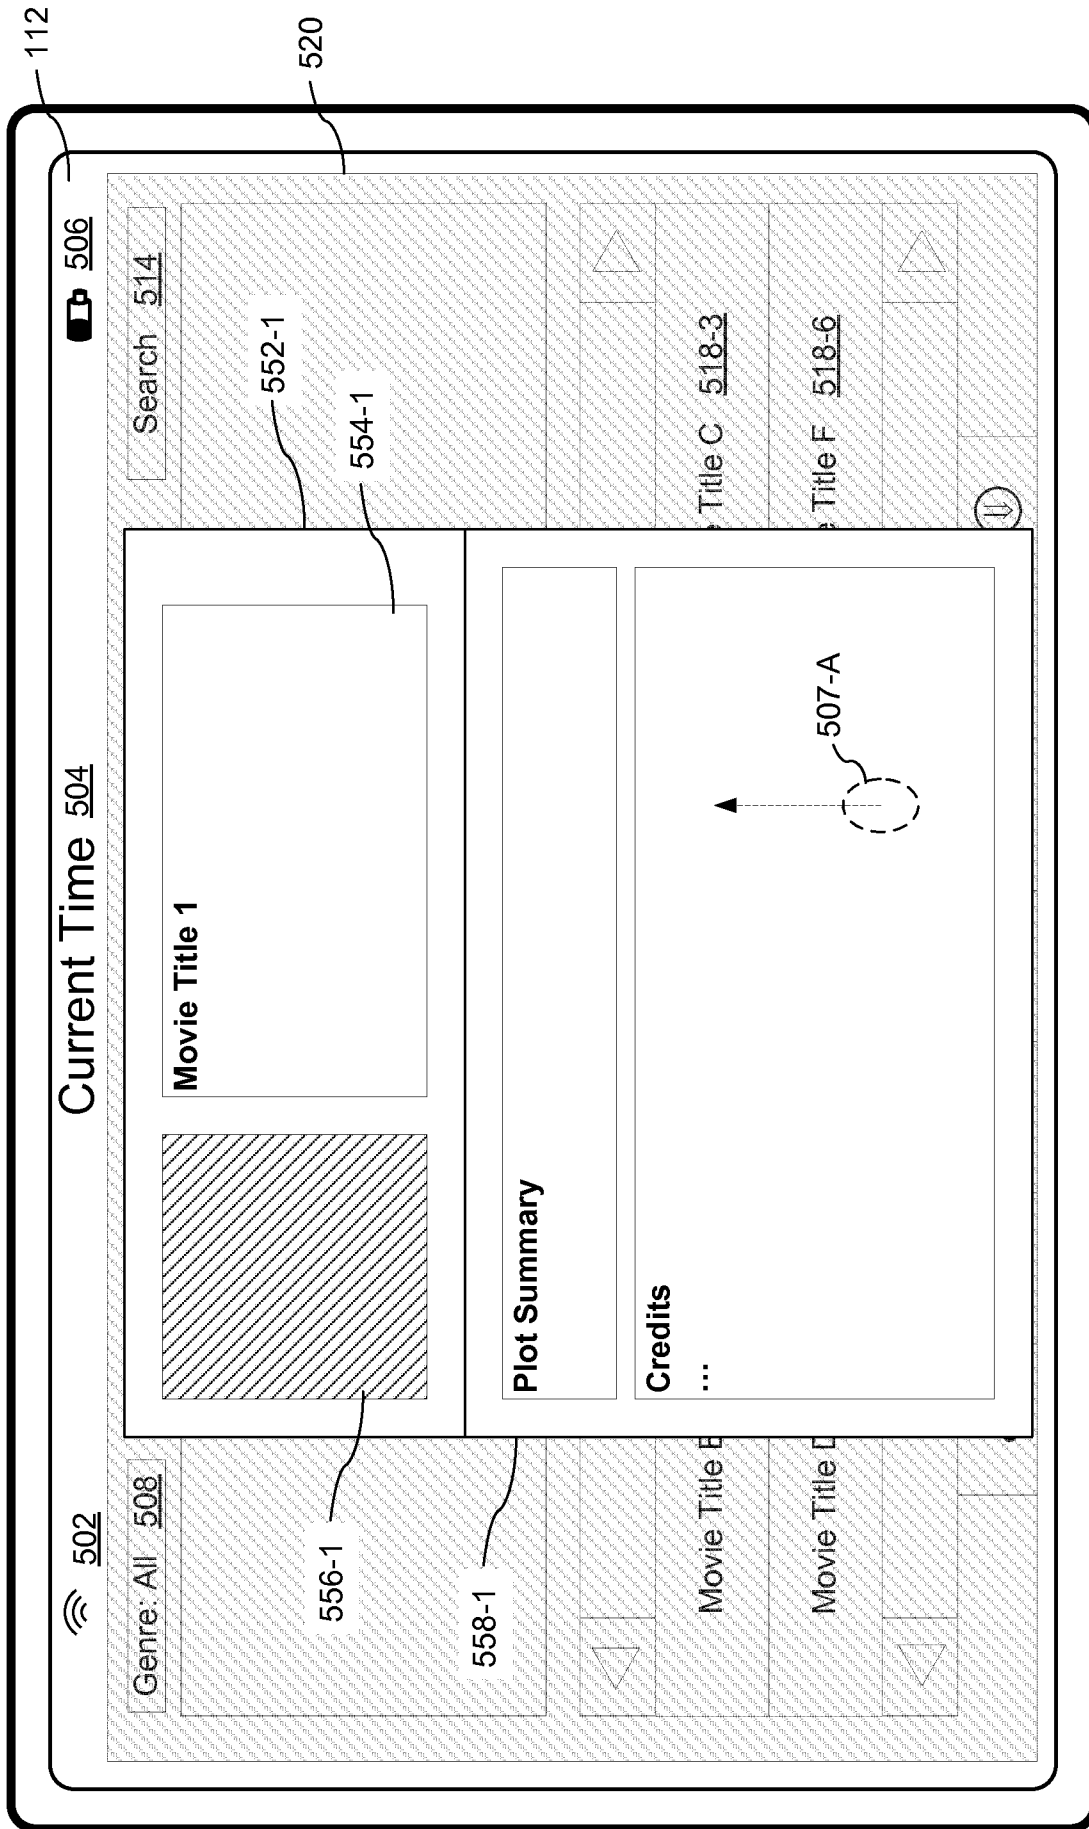 112
520
502
Current Time 504
506
Genre: All 508
Search 514
552-1
554-1
Movie Title 1
556-1
558-1
Plot Summary
Credits
...
507-A
Movie Title B
Title C 518-3
Movie Title D
Title F 518-6